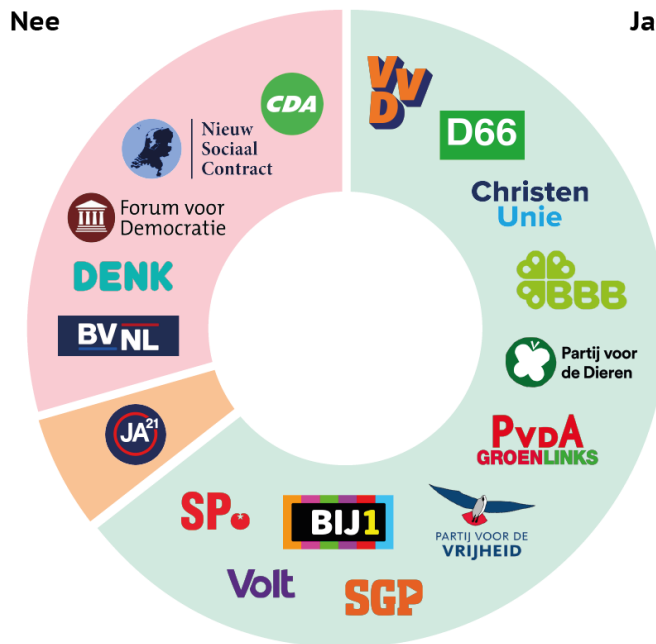 Nee
Ja
CDA
Nieuw
Sociaal
Contract
Forum voor
Democratie
DENK
BVNL
JA21
VVD
D66
Christen
Unie
BBB
Partij voor
de Dieren
PvdA
GROENLINKS
PARTIJ VOOR DE
VRIJHEID
SP
BIJ1
Volt
SGP